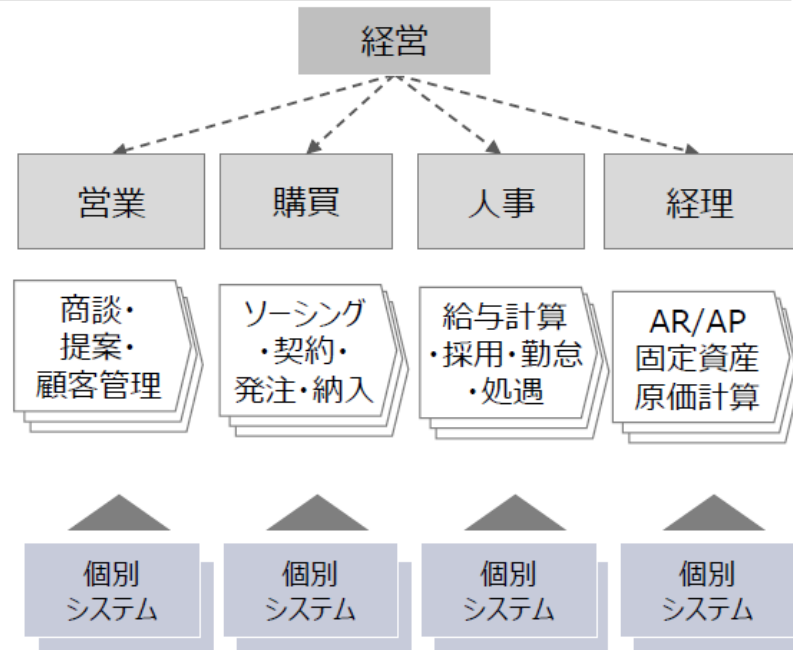 経営
営業
購買
人事
経理
商談・
提案・
顧客管理
ソーシング
・契約・
発注・納入
給与計算
・採用・勤怠
・処遇
AR/AP
固定資産
原価計算
個別
システム
個別
システム
個別
システム
個別
システム